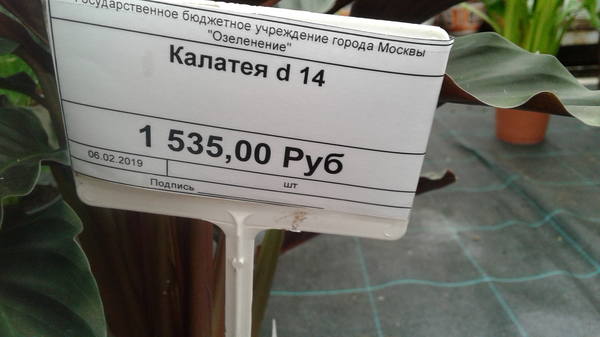 Государственное бюджетное учреждение города Москвы
"Озеленение"
Калатея d 14
1 535,00 Руб
06.02.2019 шт
Подпись